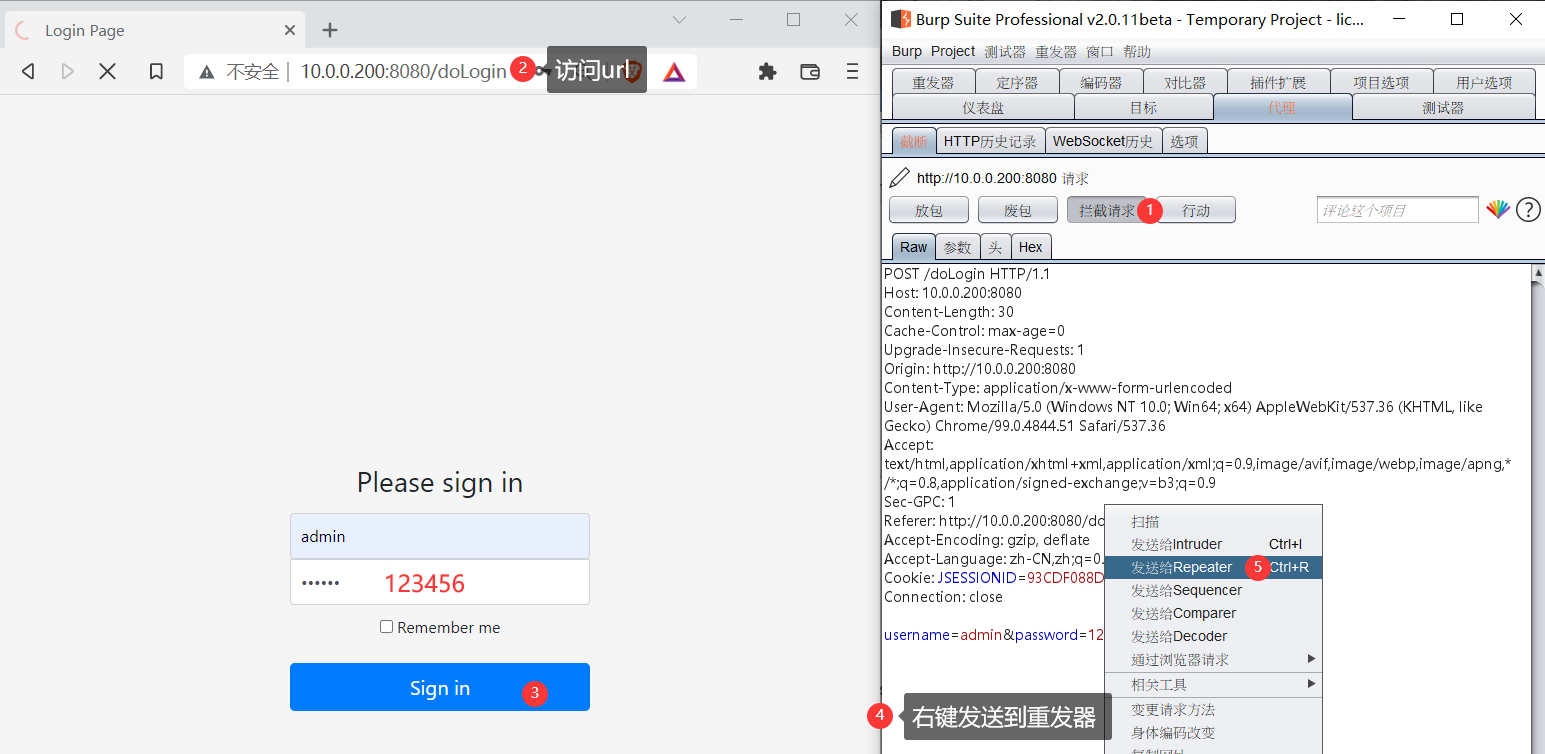 Login Page
不安全 | 10.0.0.200:8080/doLogin
2
访问url
Please sign in
admin
••••••
123456
Remember me
Sign in
3
Burp Suite Professional v2.0.11beta - Temporary Project - lic...
Burp Project 测试器 重发器 窗口 帮助
重发器 定序器 编码器 对比器 插件扩展 项目选项 用户选项
仪表盘 目标 代理 测试器
截断 HTTP历史记录 WebSocket历史 选项
http://10.0.0.200:8080 请求
放包 废包 拦截请求 1 行动 评论这个项目 ?
Raw 参数 头 Hex
POST /doLogin HTTP/1.1
Host: 10.0.0.200:8080
Content-Length: 30
Cache-Control: max-age=0
Upgrade-Insecure-Requests: 1
Origin: http://10.0.0.200:8080
Content-Type: application/x-www-form-urlencoded
User-Agent: Mozilla/5.0 (Windows NT 10.0; Win64; x64) AppleWebKit/537.36 (KHTML, like
Gecko) Chrome/99.0.4844.51 Safari/537.36
Accept:
text/html,application/xhtml+xml,application/xml;q=0.9,image/avif,image/webp,image/apng,*
/*;q=0.8,application/signed-exchange;v=b3;q=0.9
Sec-GPC: 1
Referer: http://10.0.0.200:8080/do
Accept-Encoding: gzip, deflate
Accept-Language: zh-CN,zh;q=0.
Cookie: JSESSIONID=93CDF088D
Connection: close
username=admin&password=12
扫描
发送给Intruder Ctrl+I
发送给Repeater 5 Ctrl+R
发送给Sequencer
发送给Comparer
发送给Decoder
通过浏览器请求
相关工具
变更请求方法
身体编码改变
4
右键发送到重发器